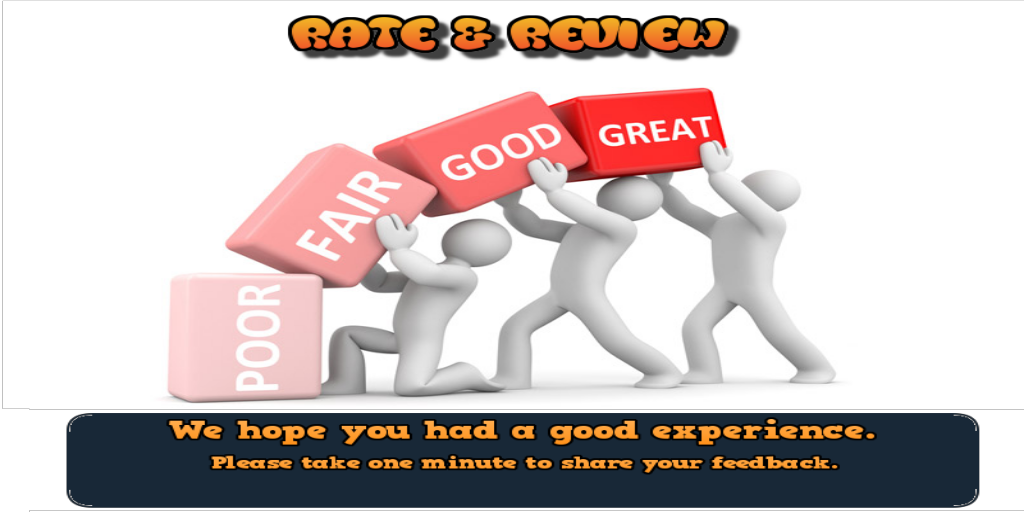 RATE & REVIEW
GREAT
GOOD
FAIR
POOR
We hope you had a good experience.
Please take one minute to share your feedback.